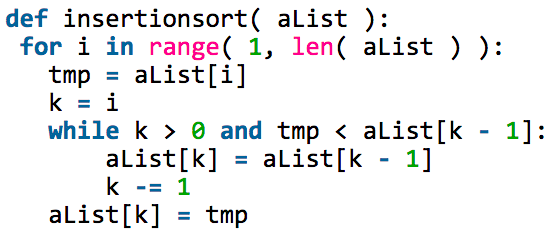 def insertionsort( aList ):
 for i in range( 1, len( aList ) ):
   tmp = aList[i]
   k = i
   while k > 0 and tmp < aList[k - 1]:
       aList[k] = aList[k - 1]
       k -= 1
   aList[k] = tmp